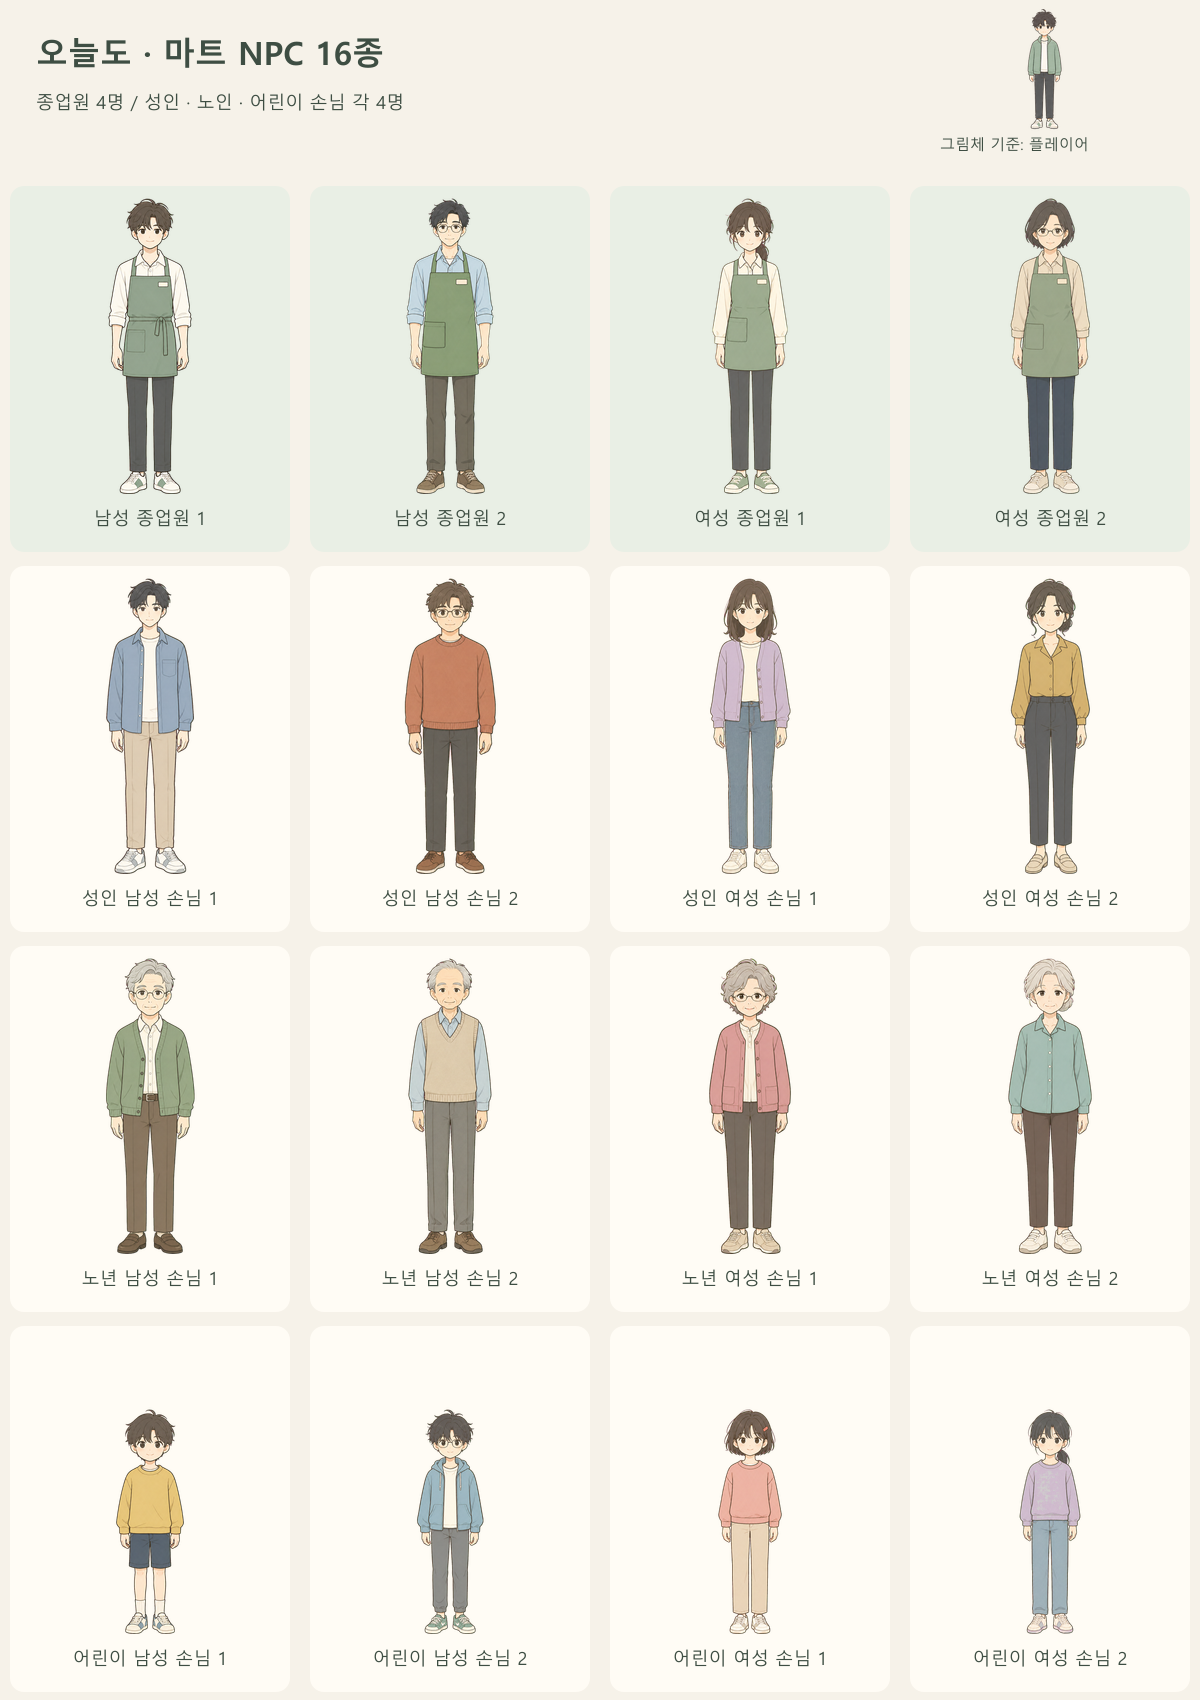 오늘도 · 마트 NPC 16종
종업원 4명 / 성인 · 노인 · 어린이 손님 각 4명
그림체 기준: 플레이어
남성 종업원 1
남성 종업원 2
여성 종업원 1
여성 종업원 2
성인 남성 손님 1
성인 남성 손님 2
성인 여성 손님 1
성인 여성 손님 2
노년 남성 손님 1
노년 남성 손님 2
노년 여성 손님 1
노년 여성 손님 2
어린이 남성 손님 1
어린이 남성 손님 2
어린이 여성 손님 1
어린이 여성 손님 2